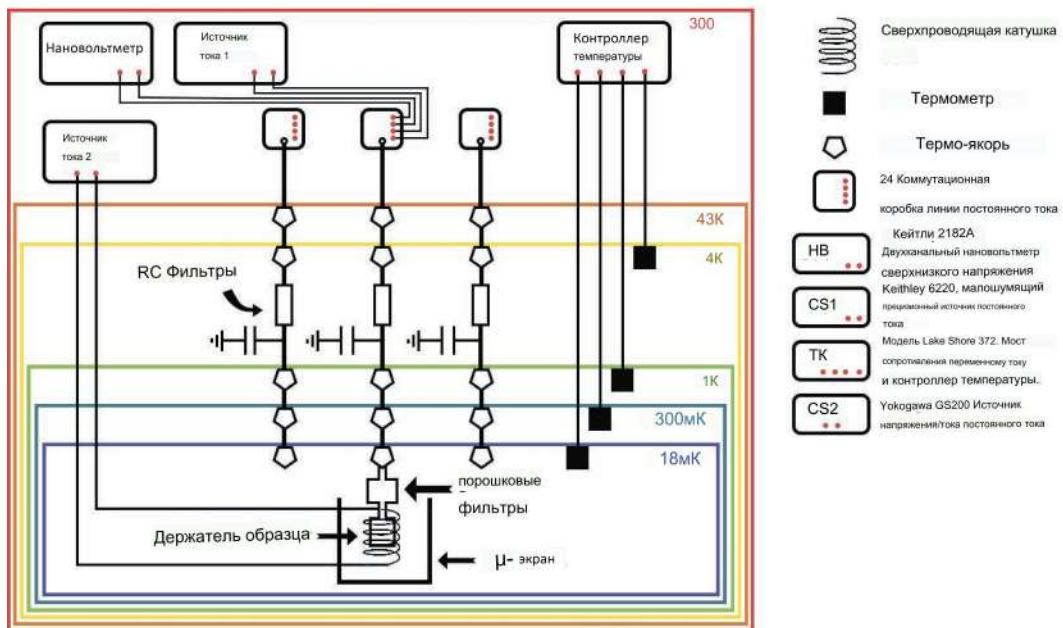 300
Нановольтметр
Источник
тока 1
Контроллер
температуры
Источник
тока 2
43K
4K
RC Фильтры
1K
300мК
18мК
порошковые
фильтры
Держатель образца
μ- экран
Сверхпроводящая катушка
Термометр
Термо-якорь
24 Коммутационная
коробка линии постоянного тока
НВ
Кейтли 2182А
Двухканальный нановольтметр
сверхнизкого напряжения
CS1
Keithley 6220, малошумящий
прецизионный источник постоянного
тока
ТК
Модель Lake Shore 372. Мост
сопротивления переменному току
и контроллер температуры.
CS2
Yokogawa GS200 Источник
напряжения/тока постоянного тока